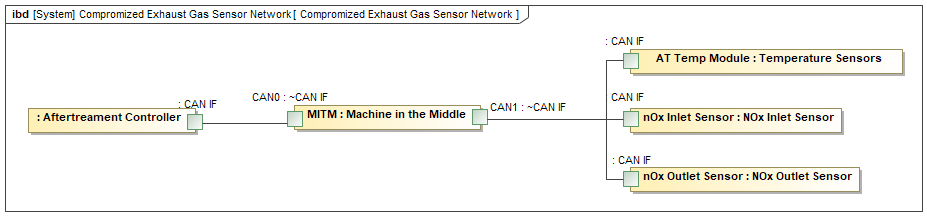 ibd [System] Compromized Exhaust Gas Sensor Network [ Compromized Exhaust Gas Sensor Network ]
: CAN IF
AT Temp Module : Temperature Sensors
: CAN IF
: Aftertreament Controller
CAN0 : ~CAN IF
MITM : Machine in the Middle
CAN1 : ~CAN IF
CAN IF
nOx Inlet Sensor : NOx Inlet Sensor
: CAN IF
nOx Outlet Sensor : NOx Outlet Sensor